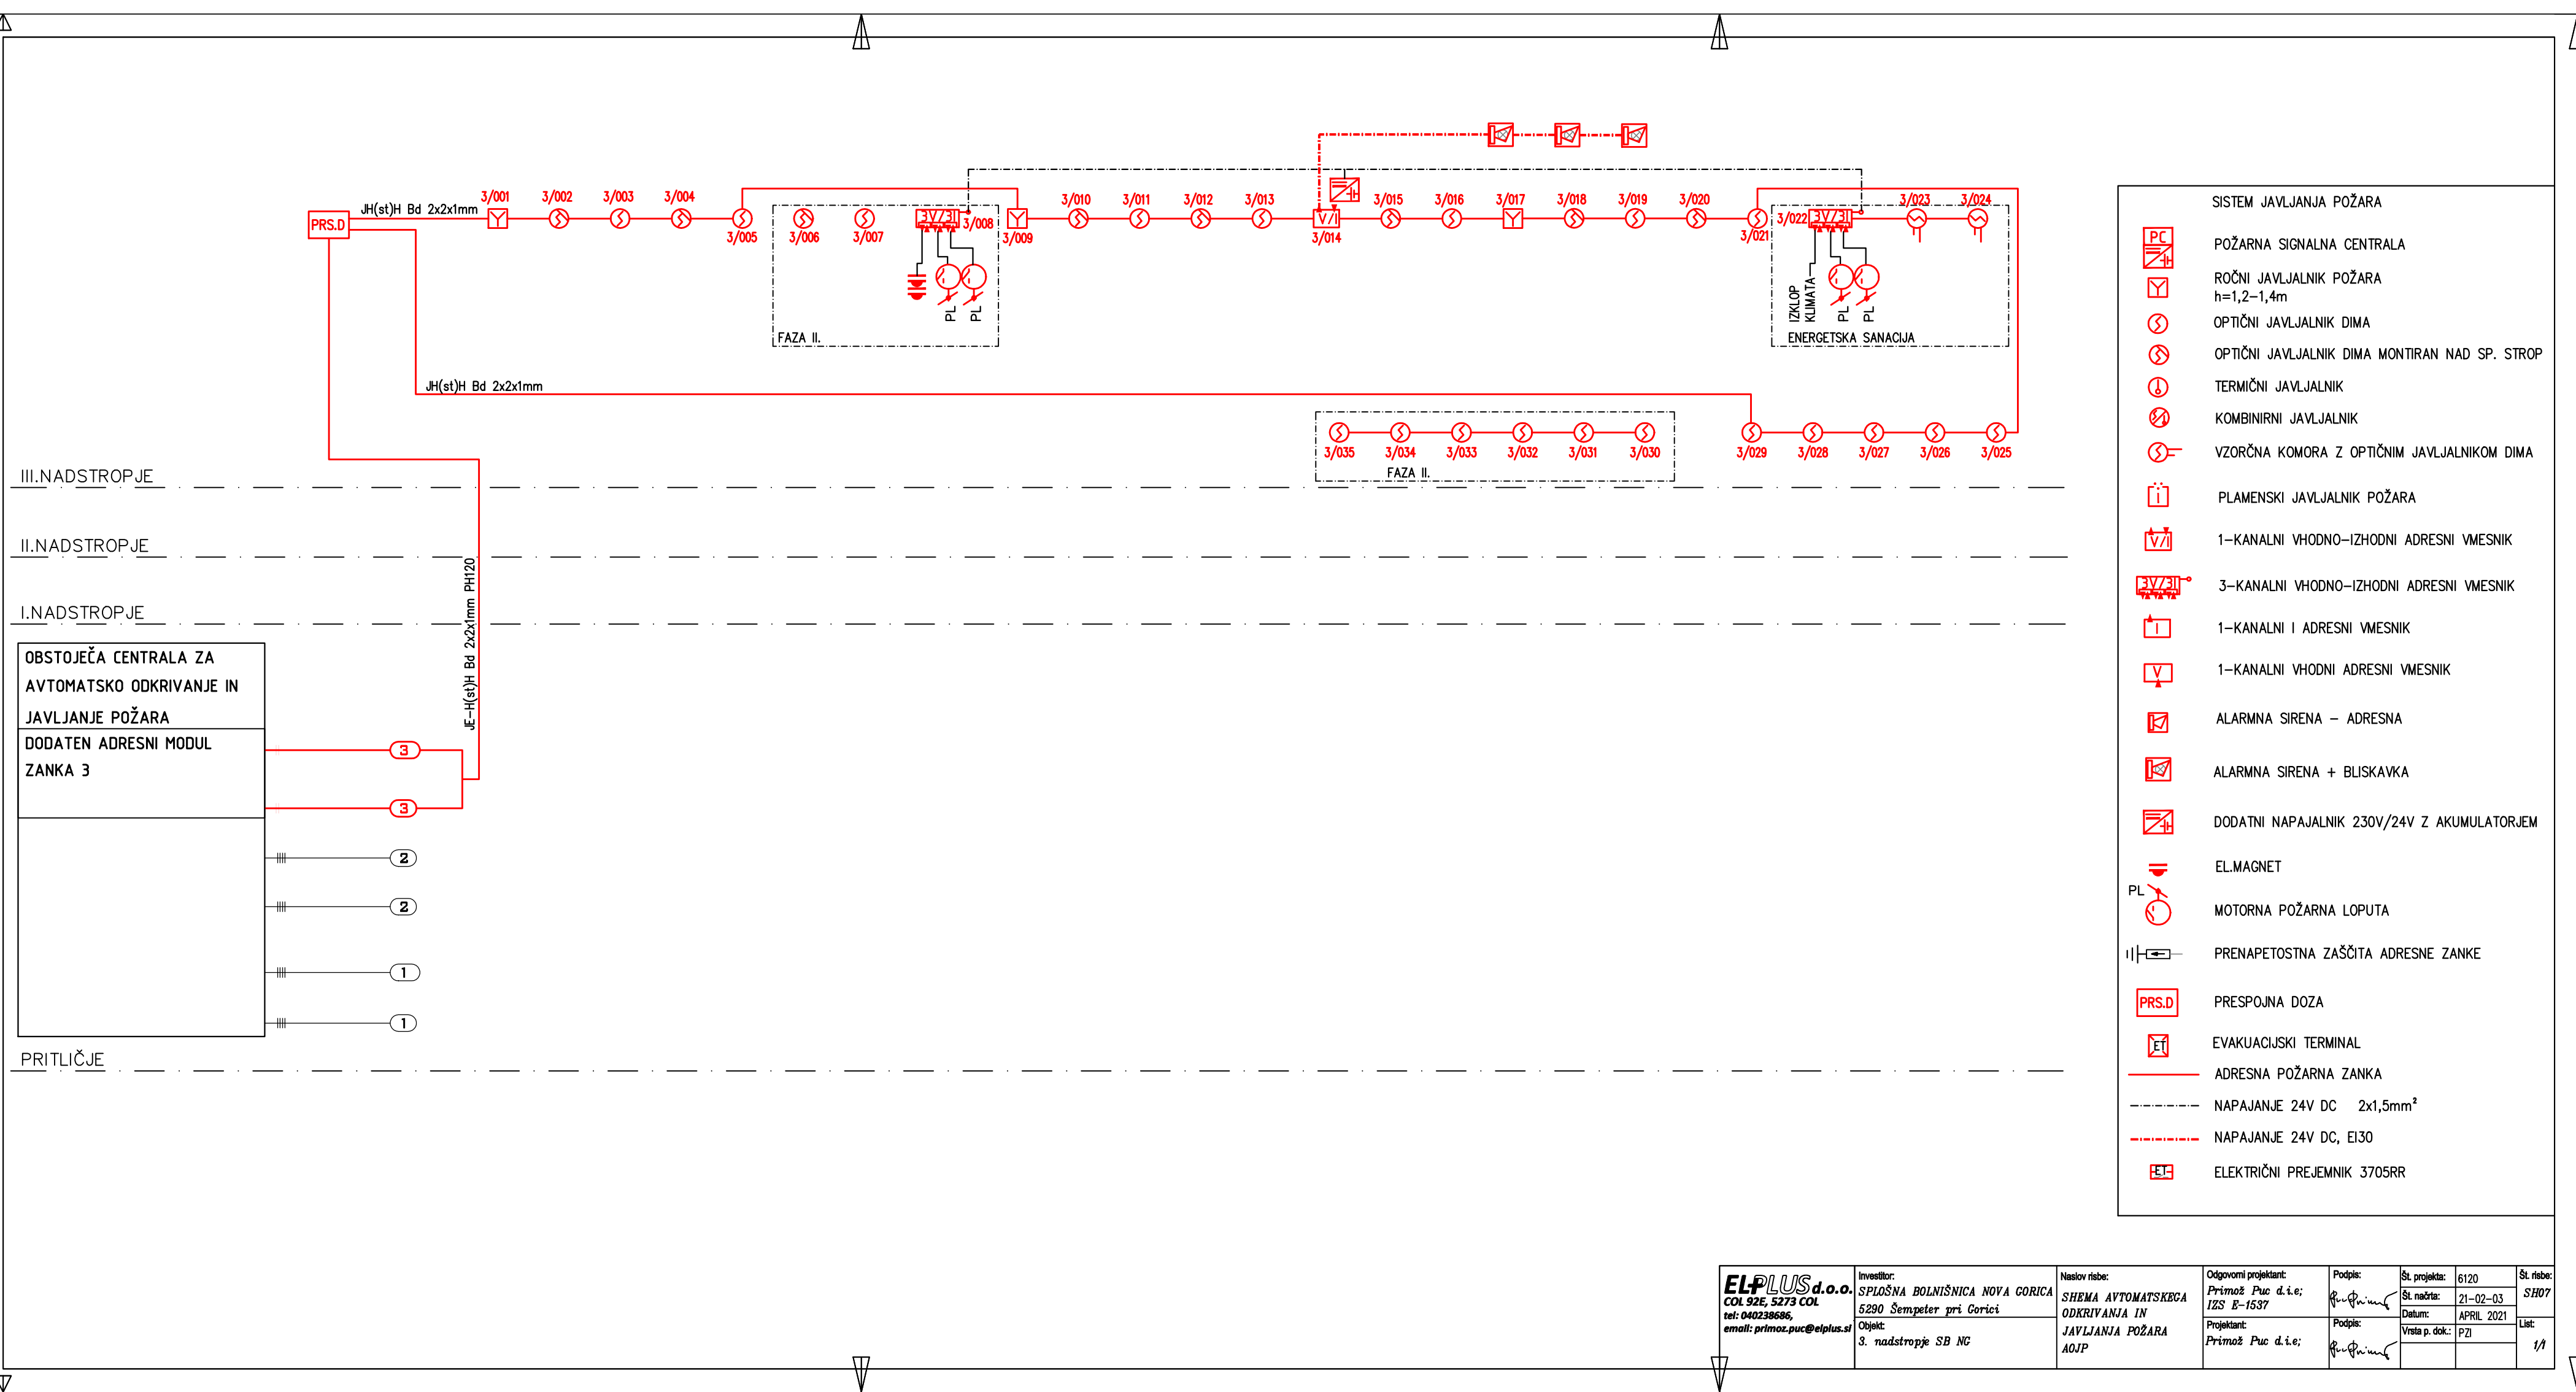 JH(st)H Bd 2x2x1mm
PRS.D
3/001
3/002
3/003
3/004
3/005
3/006
3/007
3V/3I
3/008
PL
PL
FAZA II.
3/009
3/010
3/011
3/012
3/013
V/I
3/014
3/015
3/016
3/017
3/018
3/019
3/020
3/021
3/022
3V/3I
3/023
3/024
IZKLOP
KLIMATA
PL
PL
ENERGETSKA SANACIJA
JH(st)H Bd 2x2x1mm
3/035
3/034
3/033
3/032
3/031
3/030
FAZA II.
3/029
3/028
3/027
3/026
3/025
III.NADSTROPJE
II.NADSTROPJE
I.NADSTROPJE
JE-H(st)H Bd 2x2x1mm PH120
OBSTOJEČA CENTRALA ZA
AVTOMATSKO ODKRIVANJE IN
JAVLJANJE POŽARA
DODATEN ADRESNI MODUL
ZANKA 3
3
3
2
2
1
1
PRITLIČJE
SISTEM JAVLJANJA POŽARA
PC
POŽARNA SIGNALNA CENTRALA
ROČNI JAVLJALNIK POŽARA
h=1,2-1,4m
OPTIČNI JAVLJALNIK DIMA
OPTIČNI JAVLJALNIK DIMA MONTIRAN NAD SP. STROP
TERMIČNI JAVLJALNIK
KOMBINIRNI JAVLJALNIK
VZORČNA KOMORA Z OPTIČNIM JAVLJALNIKOM DIMA
PLAMENSKI JAVLJALNIK POŽARA
V/I
1-KANALNI VHODNO-IZHODNI ADRESNI VMESNIK
3V/3I
3-KANALNI VHODNO-IZHODNI ADRESNI VMESNIK
I
1-KANALNI I ADRESNI VMESNIK
V
1-KANALNI VHODNI ADRESNI VMESNIK
ALARMNA SIRENA - ADRESNA
ALARMNA SIRENA + BLISKAVKA
DODATNI NAPAJALNIK 230V/24V Z AKUMULATORJEM
EL.MAGNET
PL
MOTORNA POŽARNA LOPUTA
PRENAPETOSTNA ZAŠČITA ADRESNE ZANKE
PRS.D
PRESPOJNA DOZA
ET
EVAKUACIJSKI TERMINAL
ADRESNA POŽARNA ZANKA
NAPAJANJE 24V DC 2x1,5mm²
NAPAJANJE 24V DC, EI30
ET
ELEKTRIČNI PREJEMNIK 3705RR
EL+PLUS d.o.o.
COL 92E, 5273 COL
tel: 040238686,
email: primoz.puc@elplus.si
Investitor:
SPLOŠNA BOLNIŠNICA NOVA GORICA
5290 Šempeter pri Gorici
Objekt:
3. nadstropje SB NG
Naslov risbe:
SHEMA AVTOMATSKEGA
ODKRIVANJA IN
JAVLJANJA POŽARA
AOJP
Odgovorni projektant:
Primož Puc d.i.e;
IZS E-1537
Projektant:
Primož Puc d.i.e;
Podpis:
Podpis:
Št. projekta: 6120
Št. načrta: 21-02-03
Datum: APRIL 2021
Vrsta p. dok.: PZI
Št. risbe:
SH07
List:
1/1